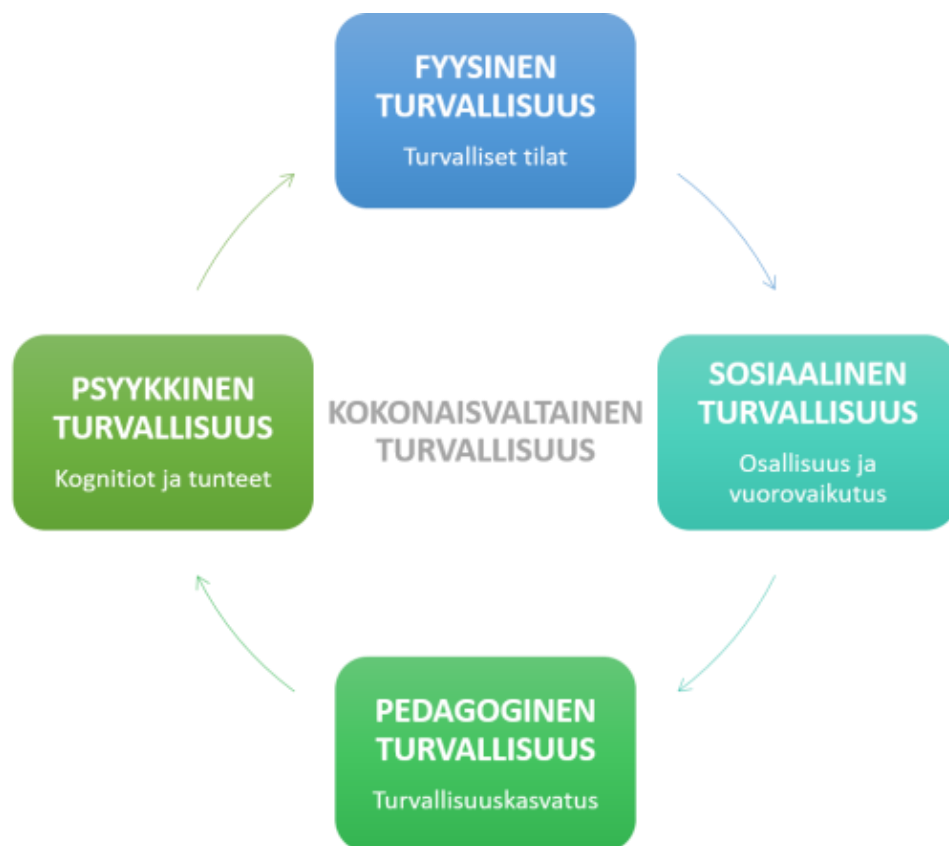 FYYSINEN
TURVALLISUUS
Turvalliset tilat
PSYYKKINEN
TURVALLISUUS
Kognitiot ja tunteet
KOKONAISVALTAINEN
TURVALLISUUS
SOSIAALINEN
TURVALLISUUS
Osallisuus ja
vuorovaikutus
PEDAGOGINEN
TURVALLISUUS
Turvallisuuskasvatus